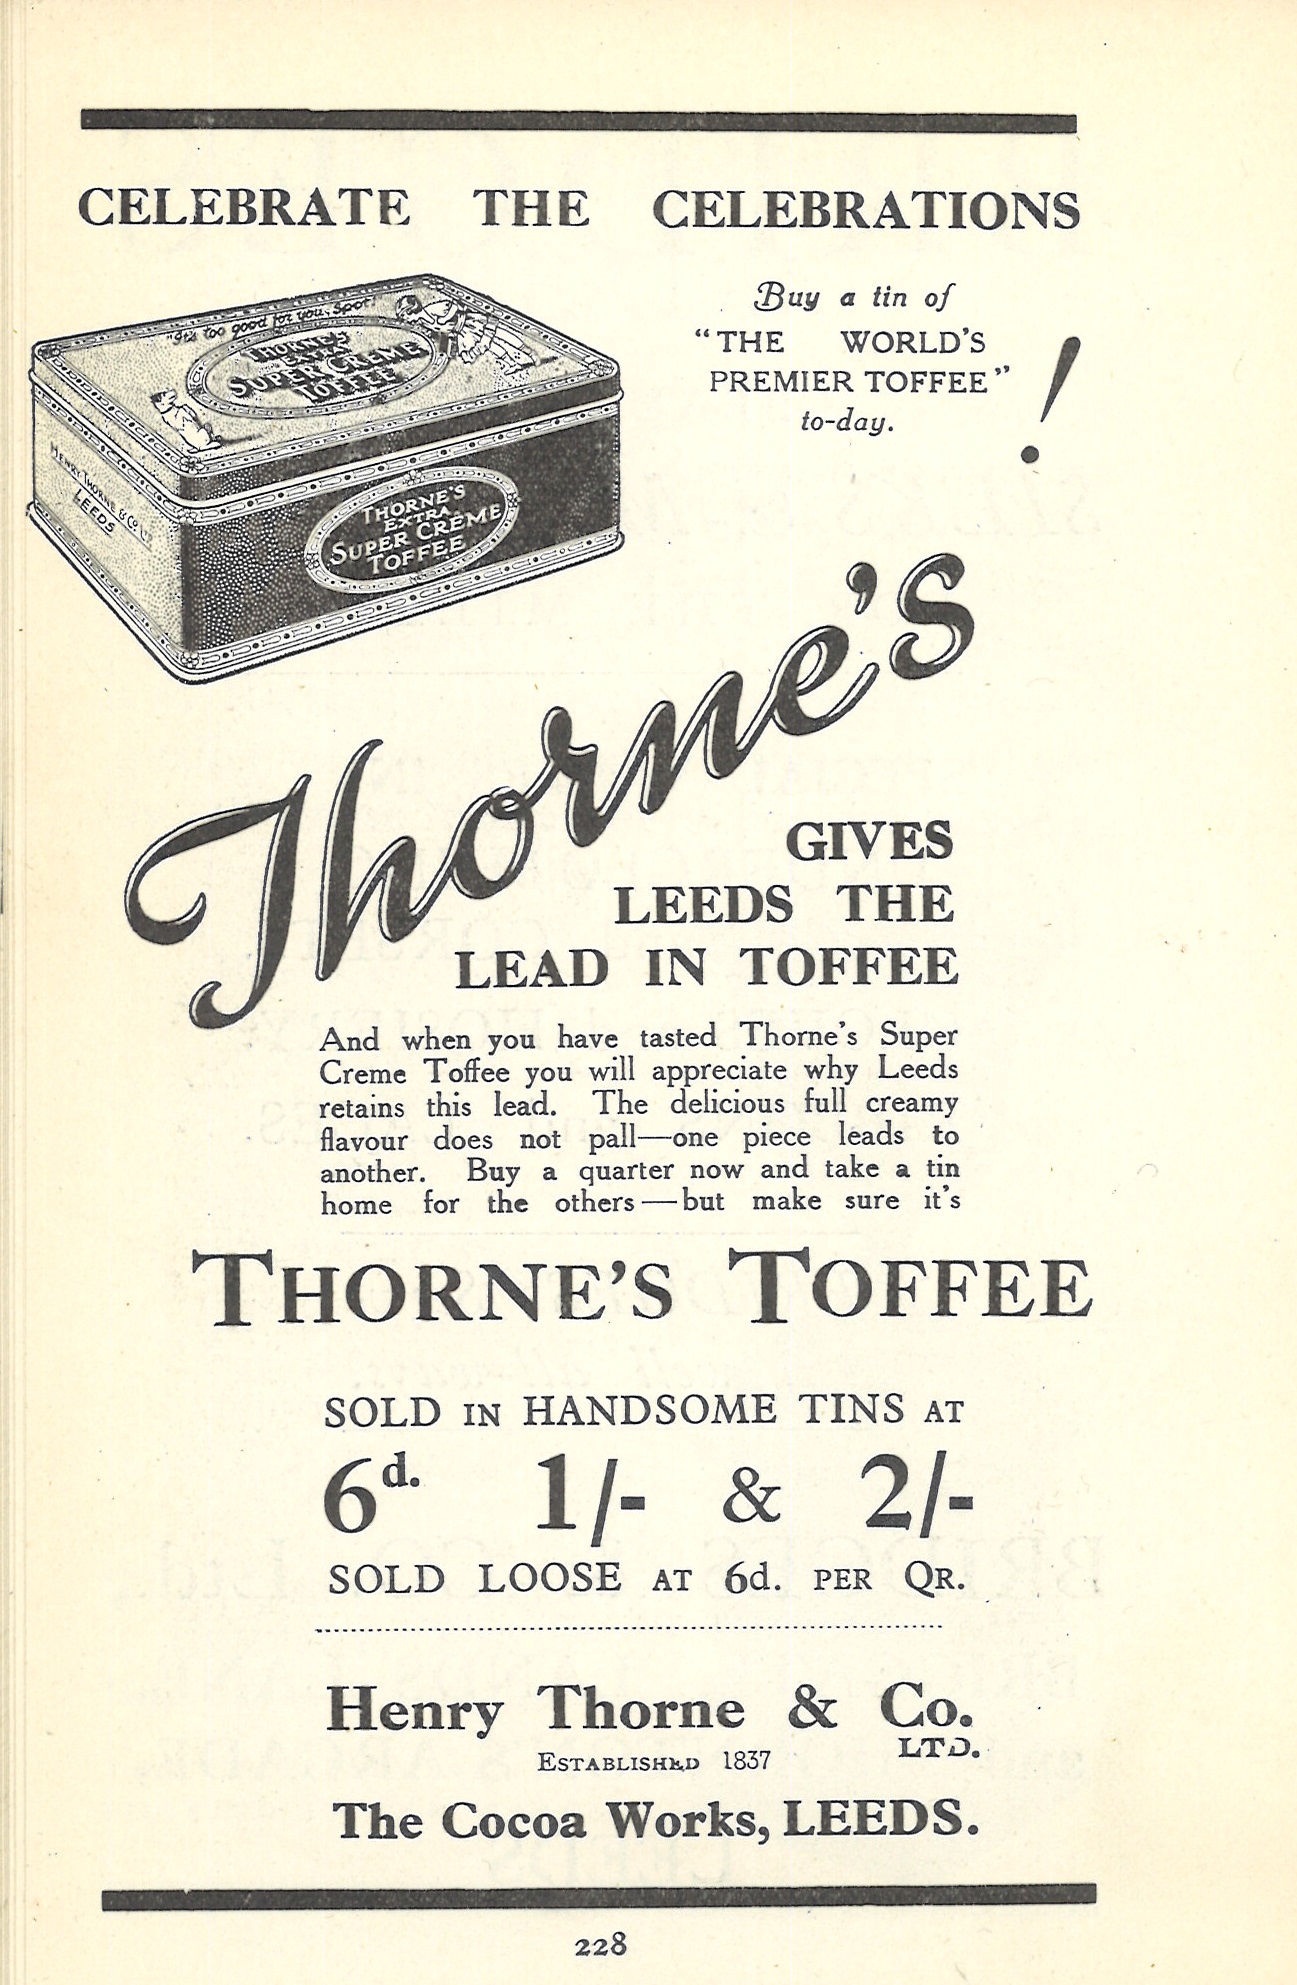 CELEBRATE THE CELEBRATIONS
"It's too good for you, Spot!"
THORNE'S
EXTRA
SUPER CREME
TOFFEE
HENRY THORNE & Co. LTD
LEEDS
THORNE'S
EXTRA
SUPER CREME
TOFFEE
Buy a tin of
"THE WORLD'S
PREMIER TOFFEE"
to-day.
!
Thorne's
GIVES
LEEDS THE
LEAD IN TOFFEE
And when you have tasted Thorne's Super
Creme Toffee you will appreciate why Leeds
retains this lead. The delicious full creamy
flavour does not pall—one piece leads to
another. Buy a quarter now and take a tin
home for the others—but make sure it's
THORNE'S TOFFEE
SOLD IN HANDSOME TINS AT
6d. 1/- & 2/-
SOLD LOOSE AT 6d. PER QR.
Henry Thorne & Co.
LTD.
ESTABLISHED 1837
The Cocoa Works, LEEDS.
228